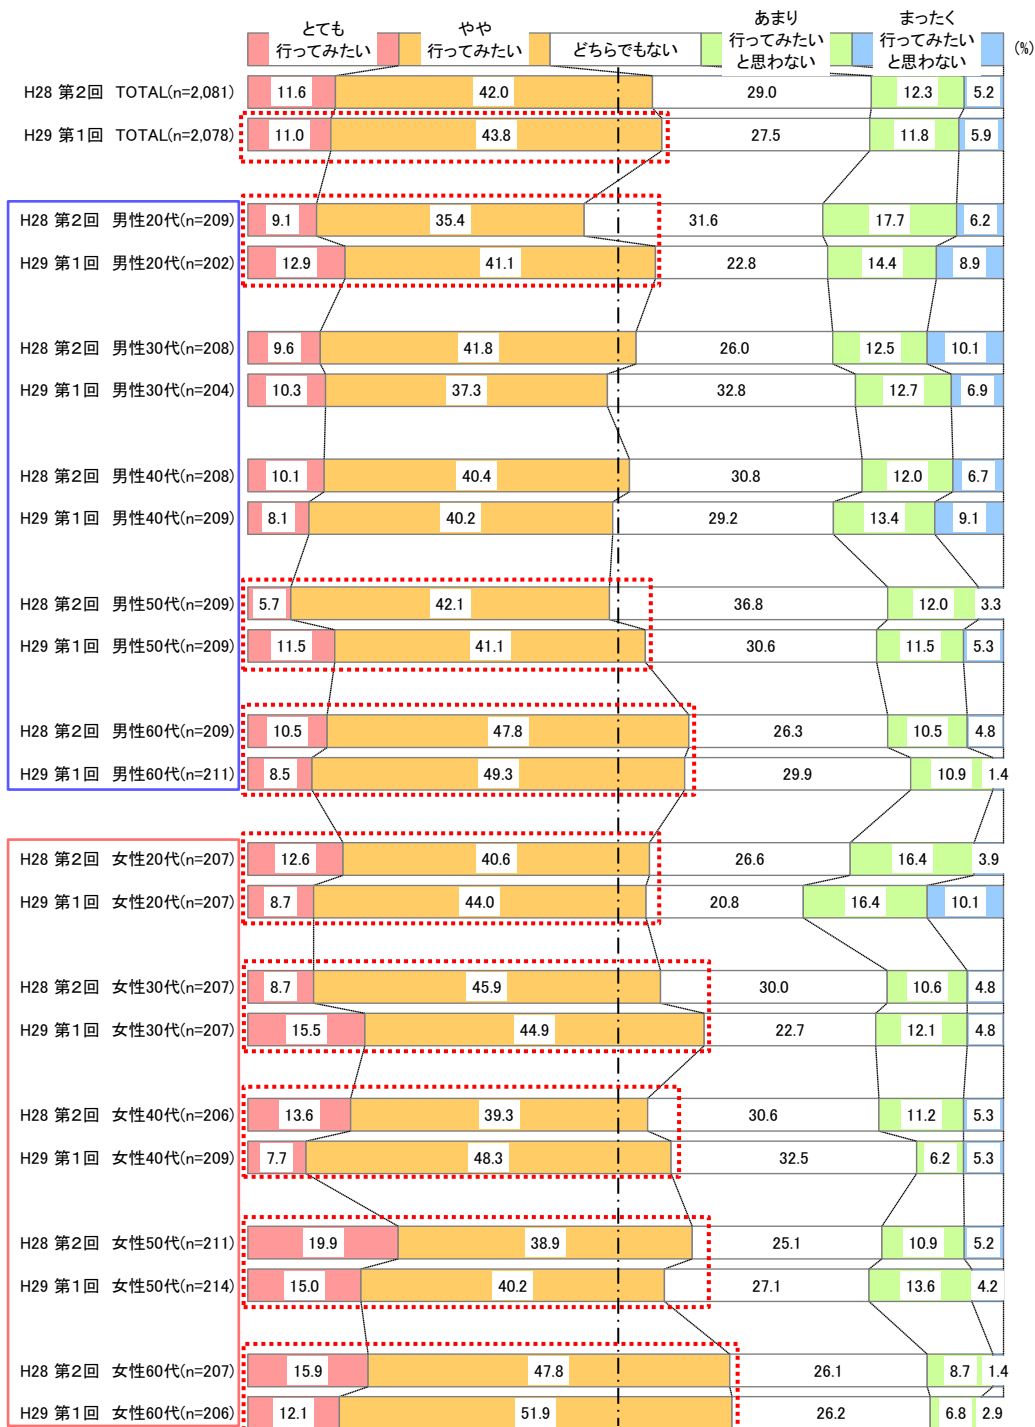 とても
行ってみたい
やや
行ってみたい
どちらでもない
あまり
行ってみたい
と思わない
まったく
行ってみたい
と思わない
(%)
H28 第2回 TOTAL(n=2,081) 11.6 42.0 29.0 12.3 5.2
H29 第1回 TOTAL(n=2,078) 11.0 43.8 27.5 11.8 5.9
H28 第2回 男性20代(n=209) 9.1 35.4 31.6 17.7 6.2
H29 第1回 男性20代(n=202) 12.9 41.1 22.8 14.4 8.9
H28 第2回 男性30代(n=208) 9.6 41.8 26.0 12.5 10.1
H29 第1回 男性30代(n=204) 10.3 37.3 32.8 12.7 6.9
H28 第2回 男性40代(n=208) 10.1 40.4 30.8 12.0 6.7
H29 第1回 男性40代(n=209) 8.1 40.2 29.2 13.4 9.1
H28 第2回 男性50代(n=209) 5.7 42.1 36.8 12.0 3.3
H29 第1回 男性50代(n=209) 11.5 41.1 30.6 11.5 5.3
H28 第2回 男性60代(n=209) 10.5 47.8 26.3 10.5 4.8
H29 第1回 男性60代(n=211) 8.5 49.3 29.9 10.9 1.4
H28 第2回 女性20代(n=207) 12.6 40.6 26.6 16.4 3.9
H29 第1回 女性20代(n=207) 8.7 44.0 20.8 16.4 10.1
H28 第2回 女性30代(n=207) 8.7 45.9 30.0 10.6 4.8
H29 第1回 女性30代(n=207) 15.5 44.9 22.7 12.1 4.8
H28 第2回 女性40代(n=206) 13.6 39.3 30.6 11.2 5.3
H29 第1回 女性40代(n=209) 7.7 48.3 32.5 6.2 5.3
H28 第2回 女性50代(n=211) 19.9 38.9 25.1 10.9 5.2
H29 第1回 女性50代(n=214) 15.0 40.2 27.1 13.6 4.2
H28 第2回 女性60代(n=207) 15.9 47.8 26.1 8.7 1.4
H29 第1回 女性60代(n=206) 12.1 51.9 26.2 6.8 2.9